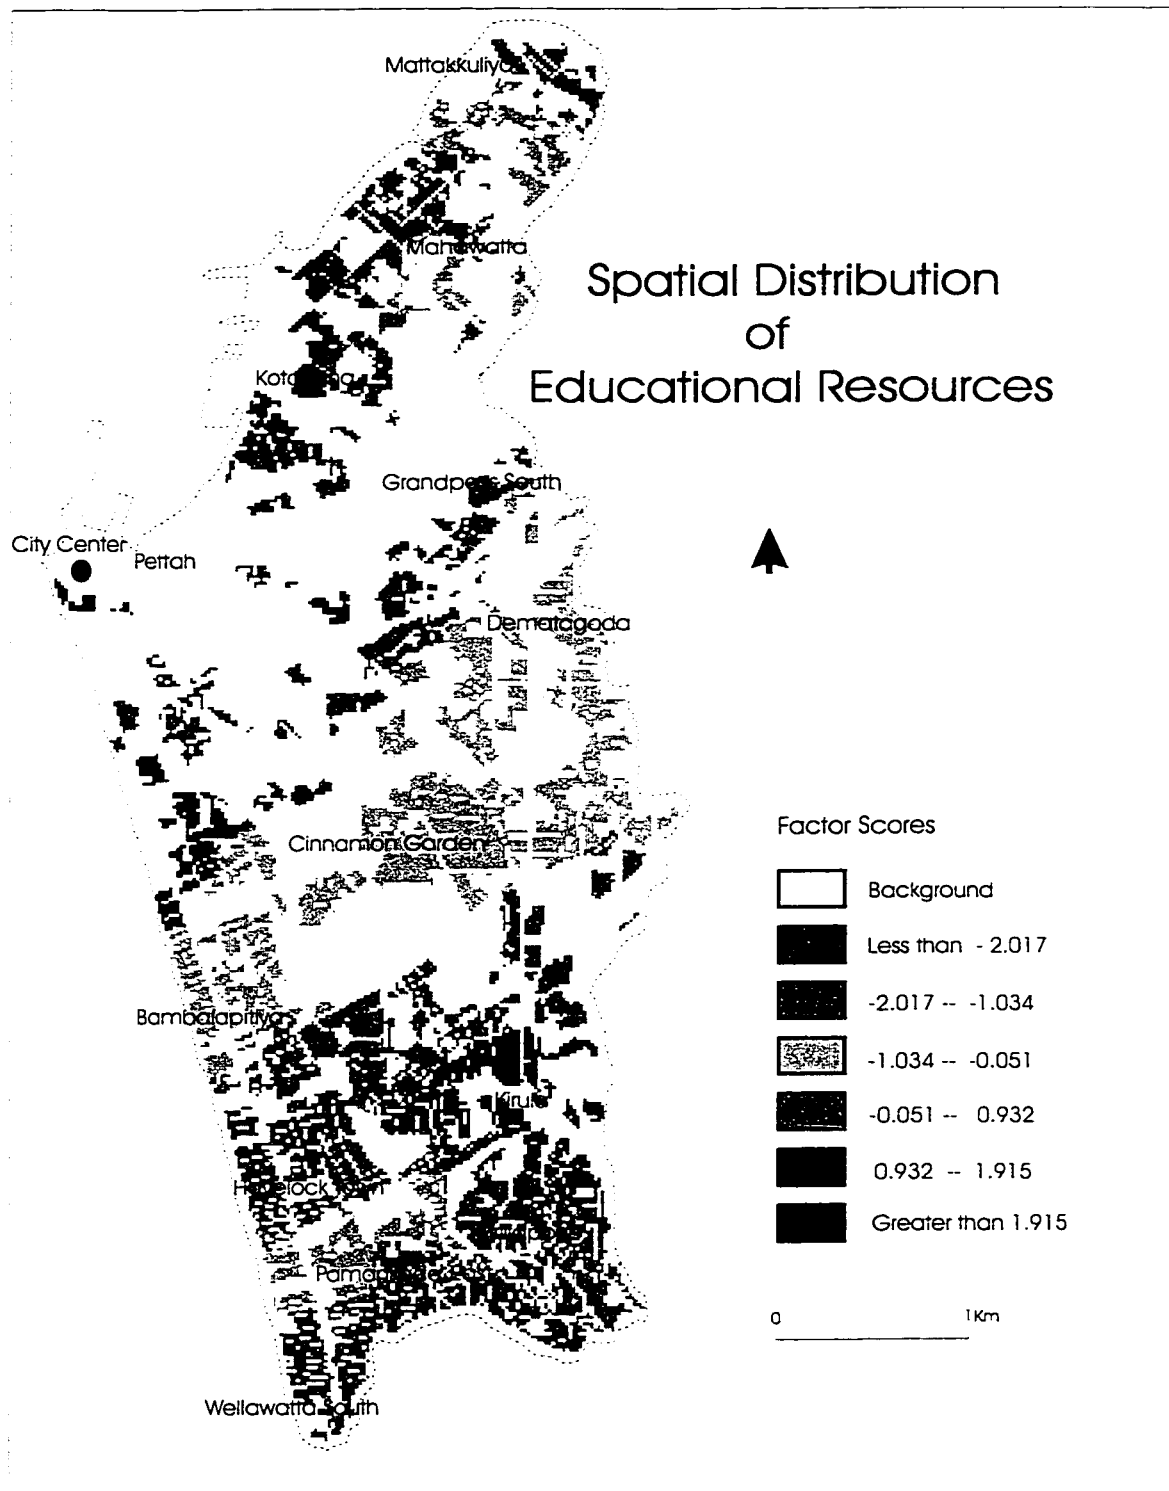 Mattakkuliya
Mahawatta
Spatial Distribution
of
Educational Resources
Grandpass South
City Center
Pettah
Dematagoda
Cinnamon Garden
Bambalapitiya
Town
Wellawatta South
Factor Scores
Background
Less than - 2.017
-2.017 -- -1.034
-1.034 -- -0.051
-0.051 -- 0.932
0.932 -- 1.915
Greater than 1.915
0 1Km